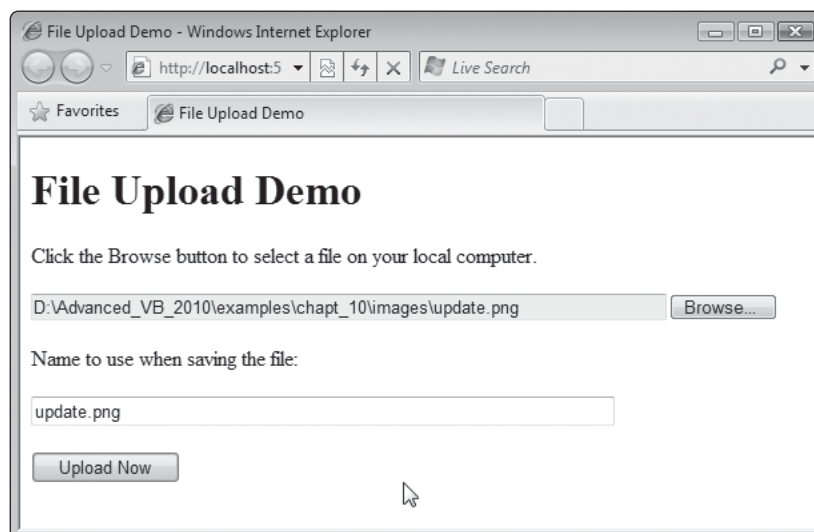 File Upload Demo - Windows Internet Explorer
http://localhost:5
Live Search
Favorites
File Upload Demo
File Upload Demo
Click the Browse button to select a file on your local computer.
D:\Advanced_VB_2010\examples\chapt_10\images\update.png
Browse...
Name to use when saving the file:
update.png
Upload Now